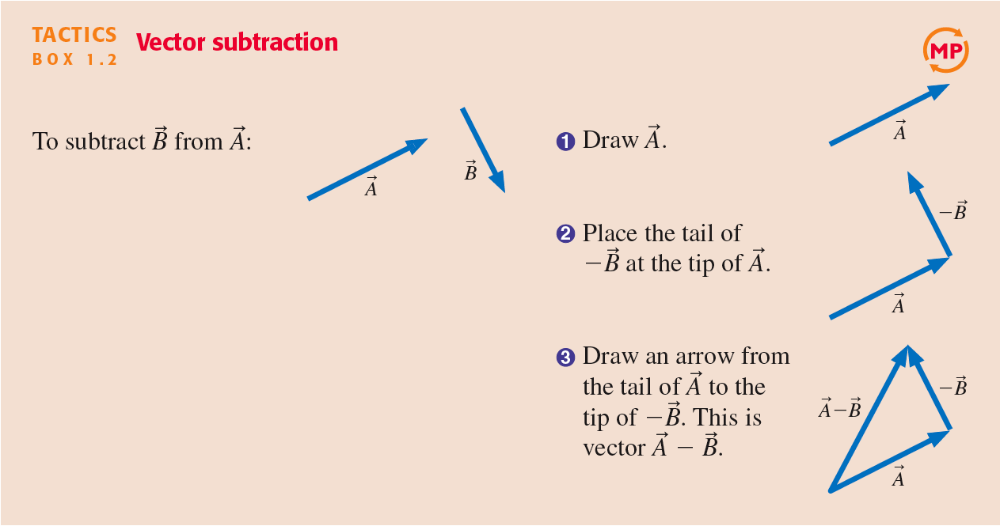 TACTICS
BOX 1.2
Vector subtraction
MP
To subtract B⃗ from A⃗:
A⃗
B⃗
❶ Draw A⃗.
A⃗
❷ Place the tail of
−B⃗ at the tip of A⃗.
−B⃗
A⃗
❸ Draw an arrow from
the tail of A⃗ to the
tip of −B⃗. This is
vector A⃗ − B⃗.
−B⃗
A⃗−B⃗
A⃗